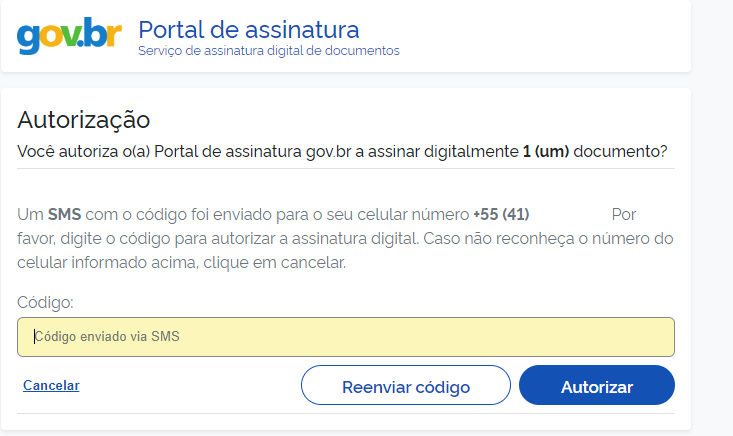 gov.br
Portal de assinatura
Serviço de assinatura digital de documentos
Autorização
Você autoriza o(a) Portal de assinatura gov.br a assinar digitalmente 1 (um) documento?
Um SMS com o código foi enviado para o seu celular número +55 (41) Por
favor, digite o código para autorizar a assinatura digital. Caso não reconheça o número do
celular informado acima, clique em cancelar.
Código:
Código enviado via SMS
Cancelar
Reenviar código
Autorizar